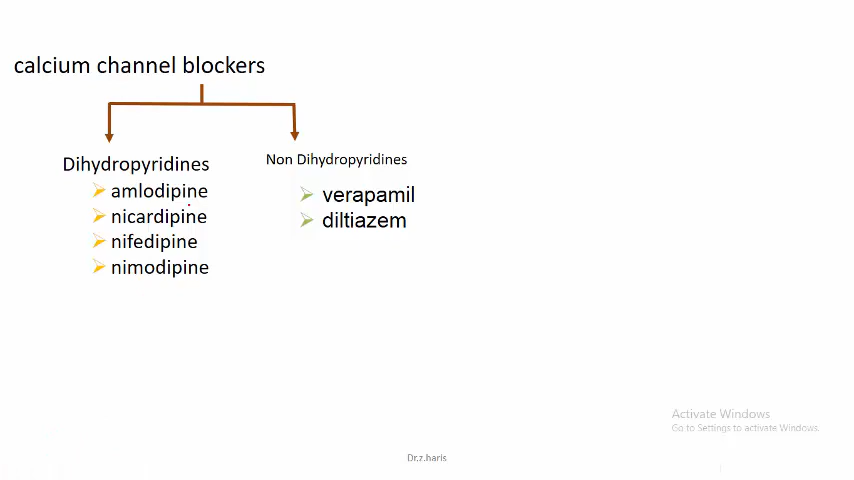 calcium channel blockers
Dihydropyridines
amlodipine
nicardipine
nifedipine
nimodipine
Non Dihydropyridines
verapamil
diltiazem
Activate Windows
Go to Settings to activate Windows.
Dr.z.haris